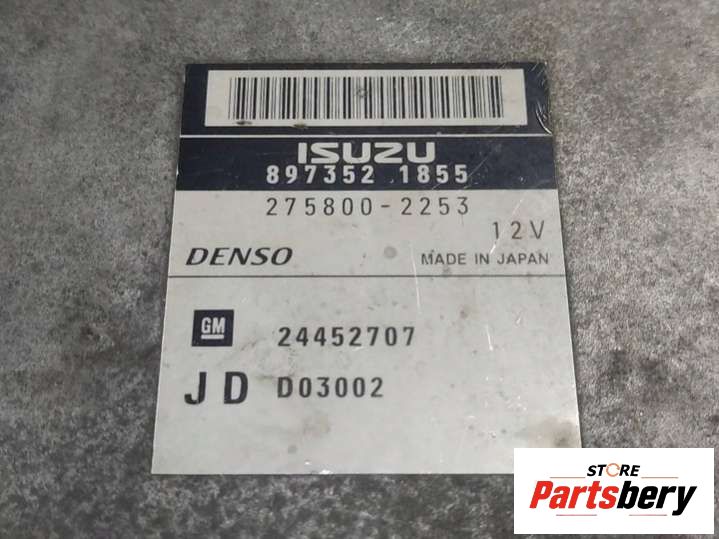 ISUZU
897352 1855
275800-2253
12V
DENSO MADE IN JAPAN
GM 24452707
JD D03002
STORE
Partsbery